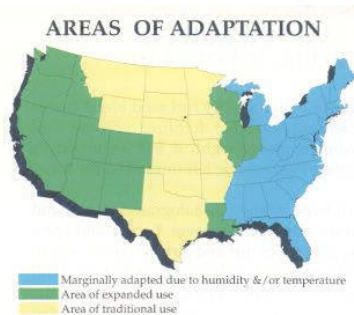 AREAS OF ADAPTATION
Marginally adapted due to humidity &/or temperature
Area of expanded use
Area of traditional use